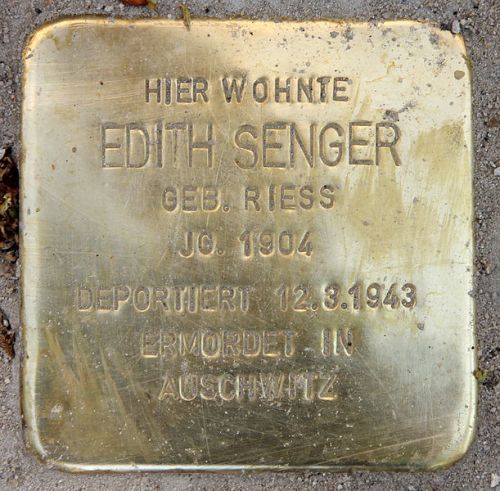 HIER WOHNTE
EDITH SENGER
GEB. RIESS
JG. 1904
DEPORTIERT 12.3.1943
ERMORDET IN
AUSCHWITZ